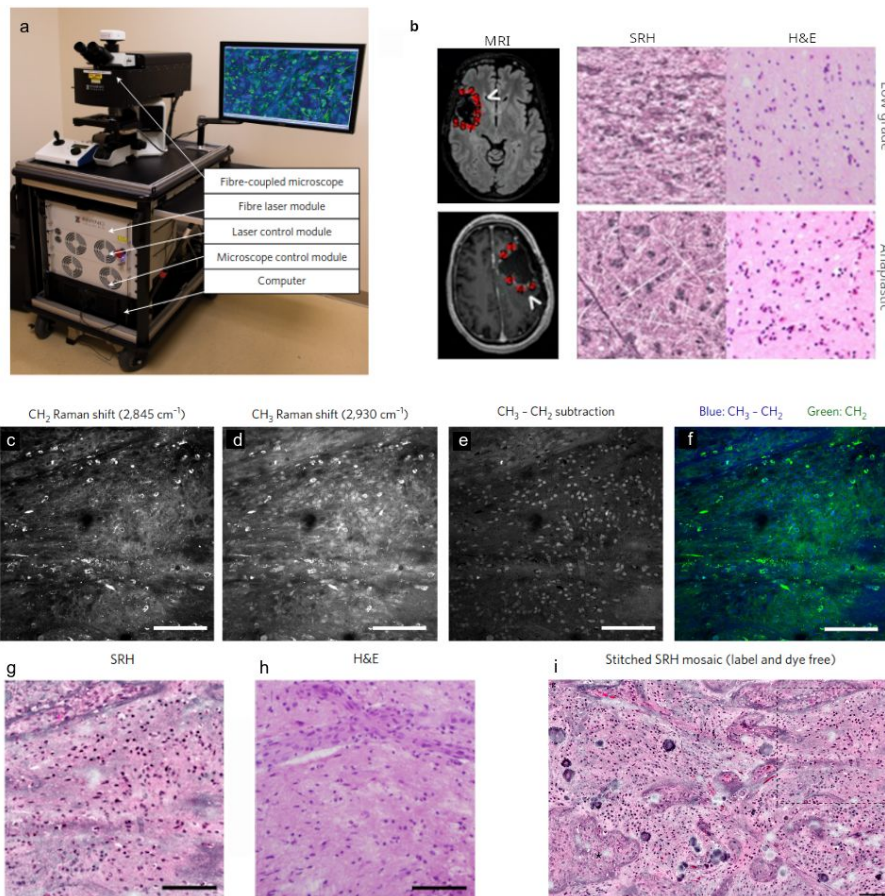 a
Fibre-coupled microscope
Fibre laser module
Laser control module
Microscope control module
Computer
b
MRI
SRH
H&E
Low grade
Anaplastic
CH₂ Raman shift (2,845 cm⁻¹)
CH₃ Raman shift (2,930 cm⁻¹)
CH₃ – CH₂ subtraction
Blue: CH₃ – CH₂ Green: CH₂
c
d
e
f
SRH
H&E
Stitched SRH mosaic (label and dye free)
g
h
i